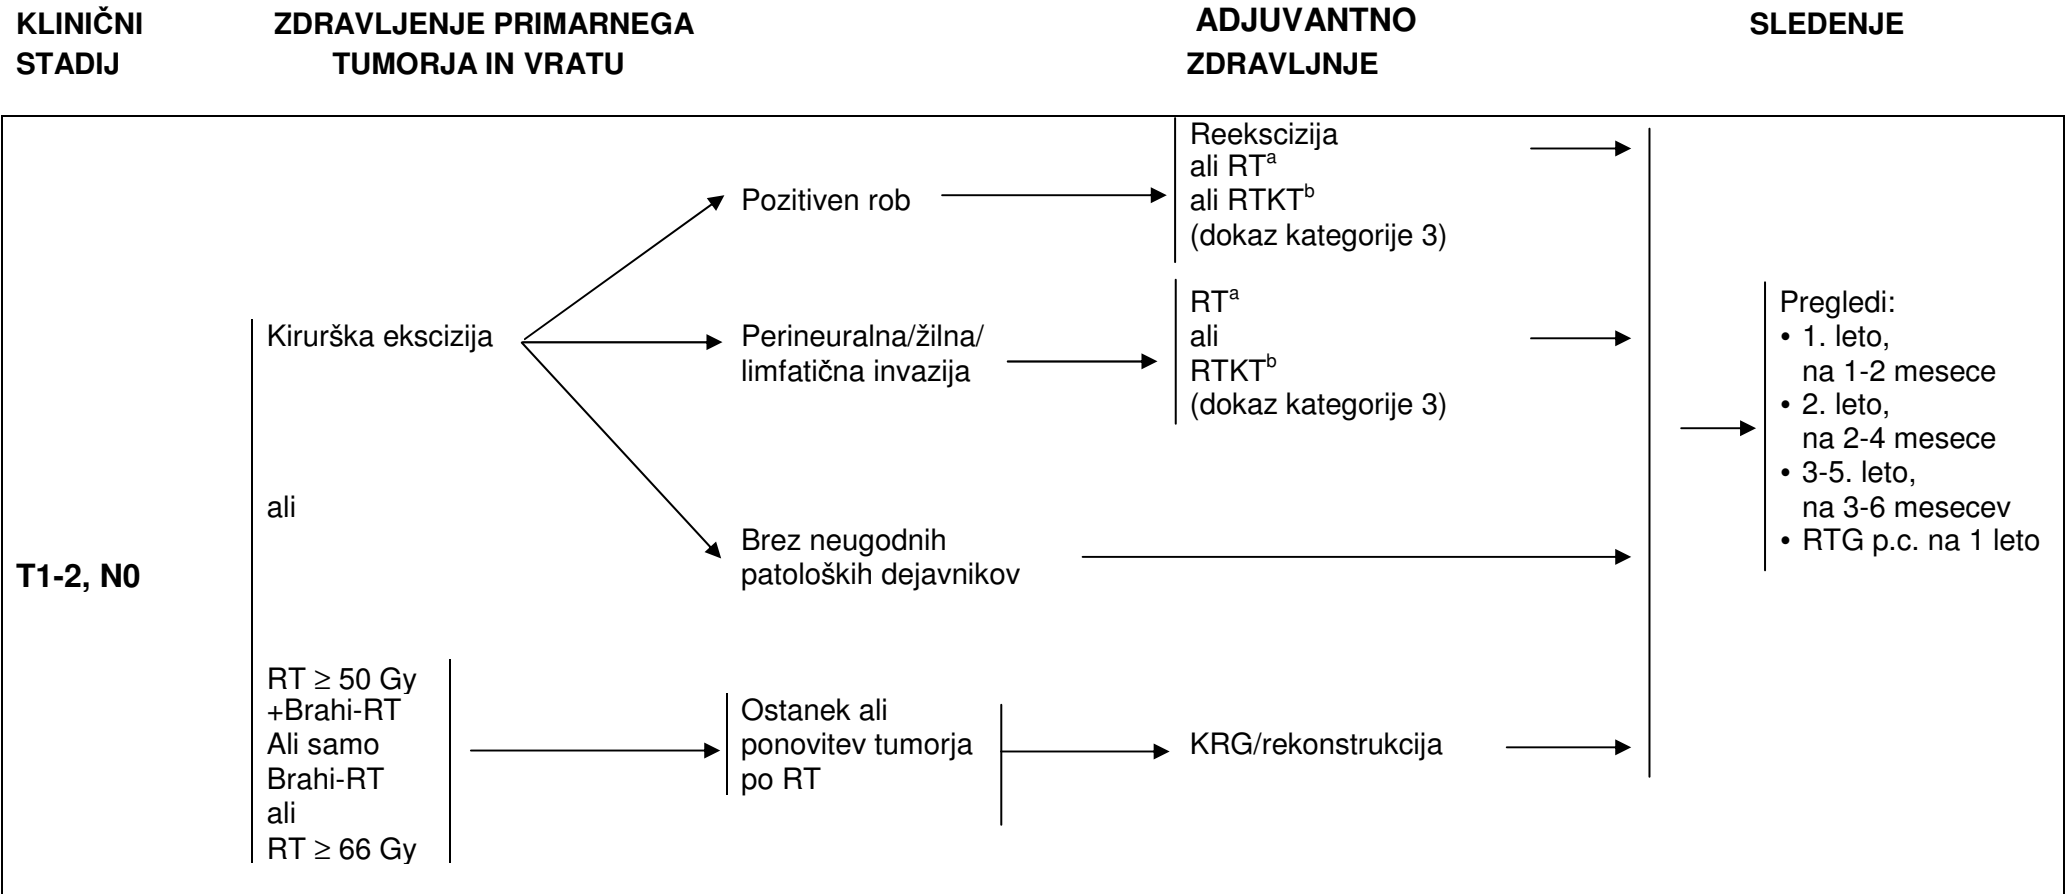 KLINIČNI
STADIJ
ZDRAVLJENJE PRIMARNEGA
TUMORJA IN VRATU
ADJUVANTNO
ZDRAVLJNJE
SLEDENJE
T1-2, N0
Kirurška ekscizija
ali
RT ≥ 50 Gy
+Brahi-RT
Ali samo
Brahi-RT
ali
RT ≥ 66 Gy
Pozitiven rob
Perineuralna/žilna/
limfatična invazija
Brez neugodnih
patoloških dejavnikov
Ostanek ali
ponovitev tumorja
po RT
Reekscizija
ali RTᵃ
ali RTKTᵇ
(dokaz kategorije 3)
RTᵃ
ali
RTKTᵇ
(dokaz kategorije 3)
KRG/rekonstrukcija
Pregledi:
• 1. leto,
na 1-2 mesece
• 2. leto,
na 2-4 mesece
• 3-5. leto,
na 3-6 mesecev
• RTG p.c. na 1 leto